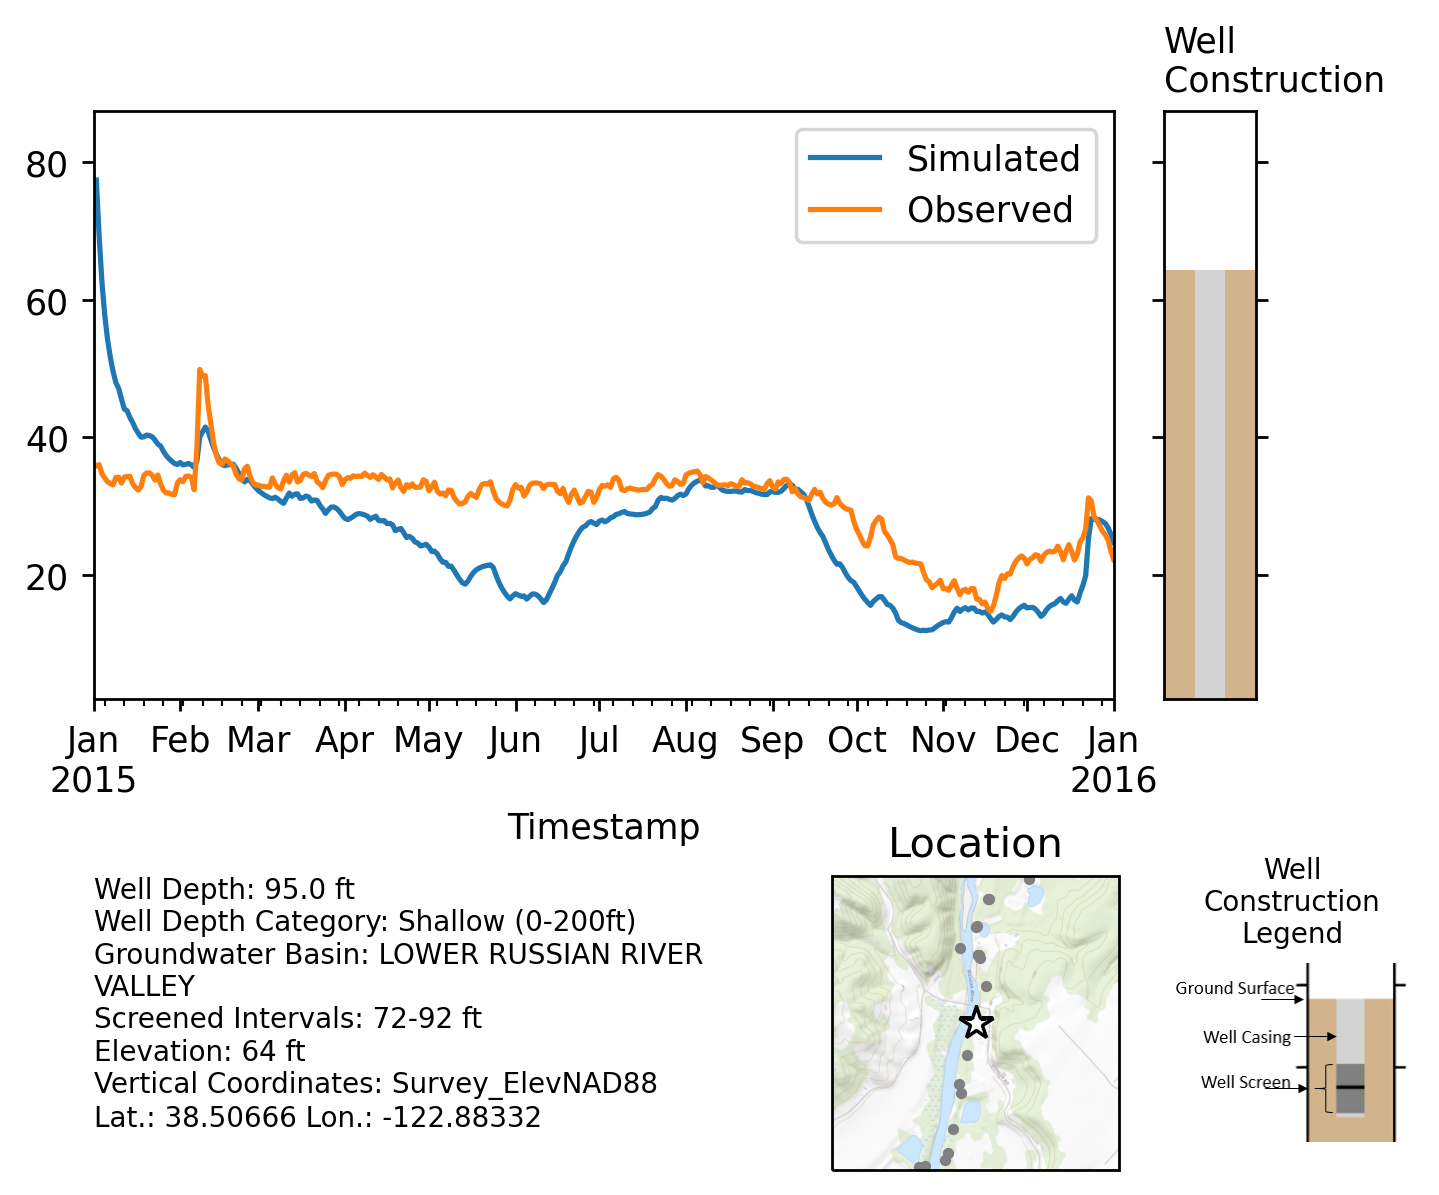 Well
Construction
80
60
40
20
Simulated
Observed
Jan
2015
Feb
Mar
Apr
May
Jun
Jul
Aug
Sep
Oct
Nov
Dec
Jan
2016
Timestamp
Well Depth: 95.0 ft
Well Depth Category: Shallow (0-200ft)
Groundwater Basin: LOWER RUSSIAN RIVER
VALLEY
Screened Intervals: 72-92 ft
Elevation: 64 ft
Vertical Coordinates: Survey_ElevNAD88
Lat.: 38.50666 Lon.: -122.88332
Location
Well
Construction
Legend
Ground Surface
Well Casing
Well Screen